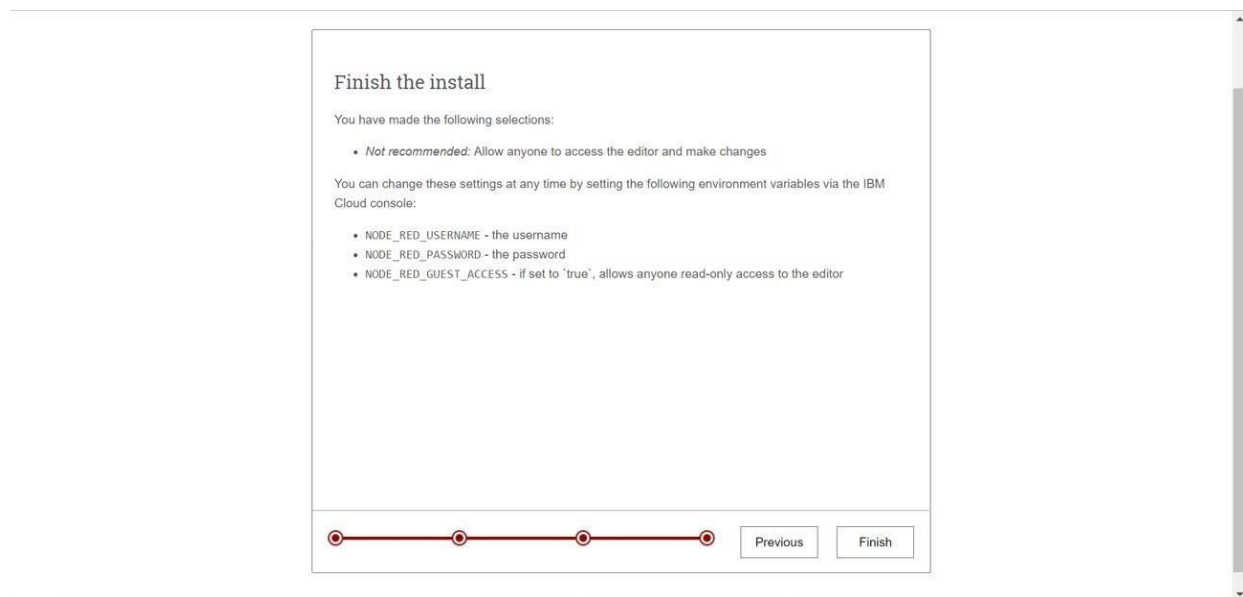 Finish the install
You have made the following selections:
• Not recommended: Allow anyone to access the editor and make changes
You can change these settings at any time by setting the following environment variables via the IBM
Cloud console:
• NODE_RED_USERNAME - the username
• NODE_RED_PASSWORD - the password
• NODE_RED_GUEST_ACCESS - if set to `true`, allows anyone read-only access to the editor
Previous
Finish